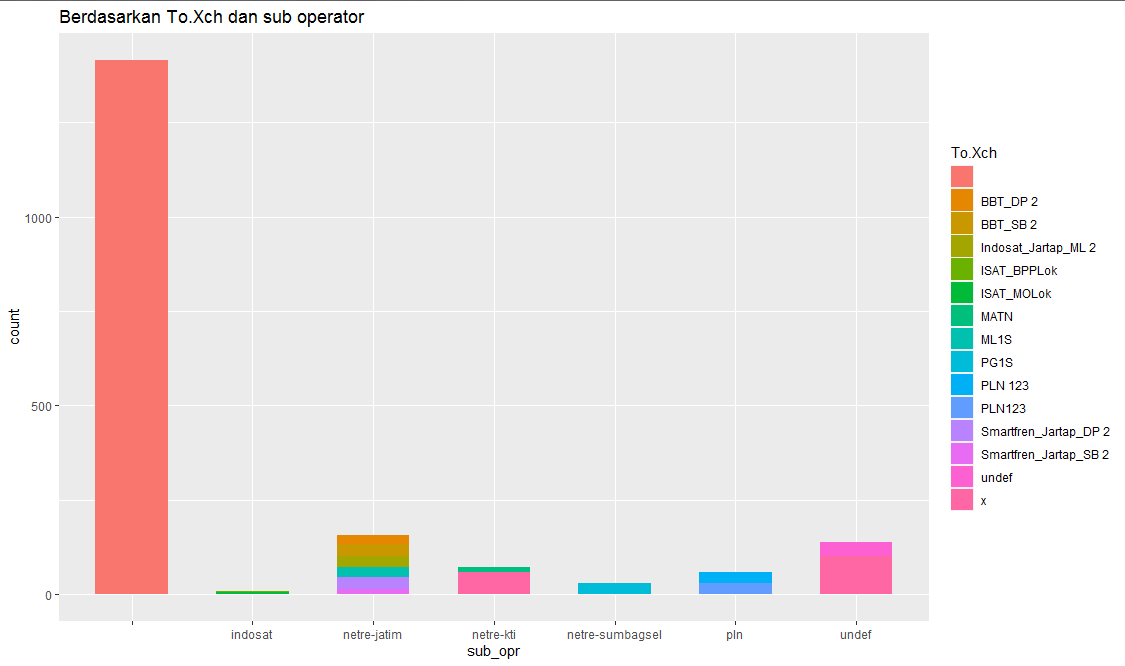 Berdasarkan To.Xch dan sub operator
count
1000
500
0
indosat
netre-jatim
netre-kti
netre-sumbagsel
pln
undef
sub_opr
To.Xch
BBT_DP 2
BBT_SB 2
Indosat_Jartap_ML 2
ISAT_BPPLok
ISAT_MOLok
MATN
ML1S
PG1S
PLN 123
PLN123
Smartfren_Jartap_DP 2
Smartfren_Jartap_SB 2
undef
x